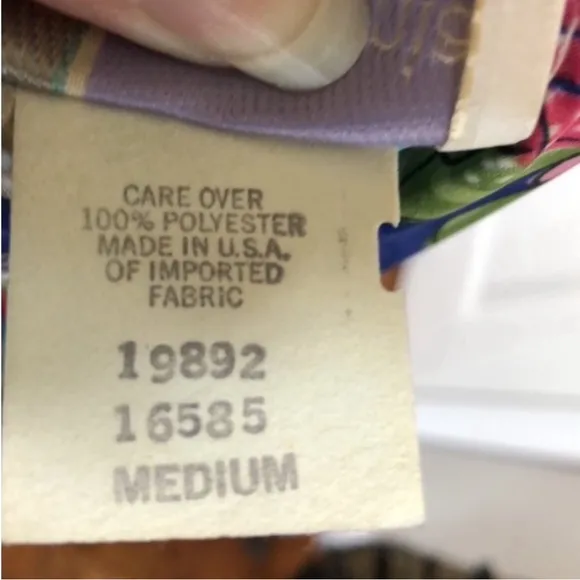 CARE OVER
100% POLYESTER
MADE IN U.S.A.
OF IMPORTED
FABRIC
19892
16585
MEDIUM